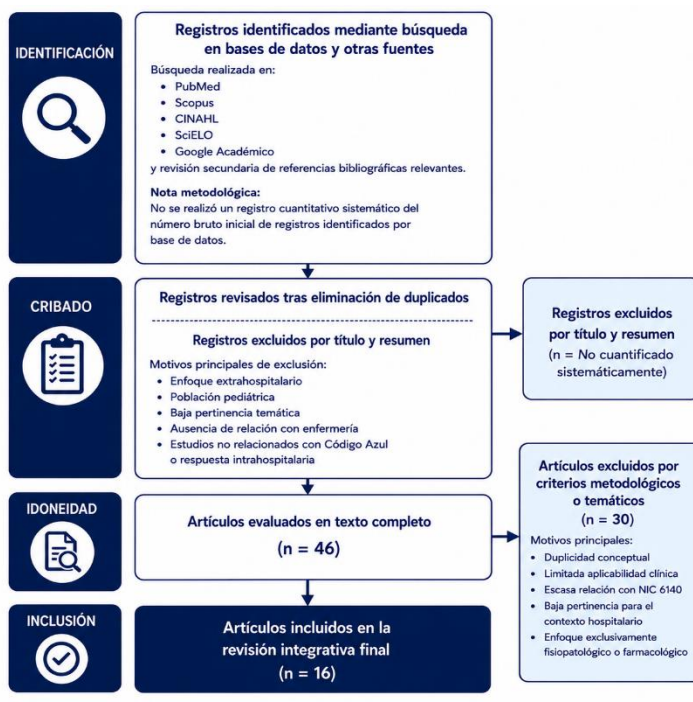 IDENTIFICACIÓN
Registros identificados mediante búsqueda
en bases de datos y otras fuentes
Búsqueda realizada en:
• PubMed
• Scopus
• CINAHL
• SciELO
• Google Académico
y revisión secundaria de referencias bibliográficas relevantes.
Nota metodológica:
No se realizó un registro cuantitativo sistemático del
número bruto inicial de registros identificados por
base de datos.
CRIBADO
Registros revisados tras eliminación de duplicados
Registros excluidos por título y resumen
Motivos principales de exclusión:
• Enfoque extrahospitalario
• Población pediátrica
• Baja pertinencia temática
• Ausencia de relación con enfermería
• Estudios no relacionados con Código Azul
o respuesta intrahospitalaria
Registros excluidos
por título y resumen
(n = No cuantificado
sistemáticamente)
IDONEIDAD
Artículos evaluados en texto completo
(n = 46)
Artículos excluidos por
criterios metodológicos
o temáticos
(n = 30)
Motivos principales:
• Duplicidad conceptual
• Limitada aplicabilidad clínica
• Escasa relación con NIC 6140
• Baja pertinencia para el
contexto hospitalario
• Enfoque exclusivamente
fisiopatológico o farmacológico
INCLUSIÓN
Artículos incluidos en la
revisión integrativa final
(n = 16)